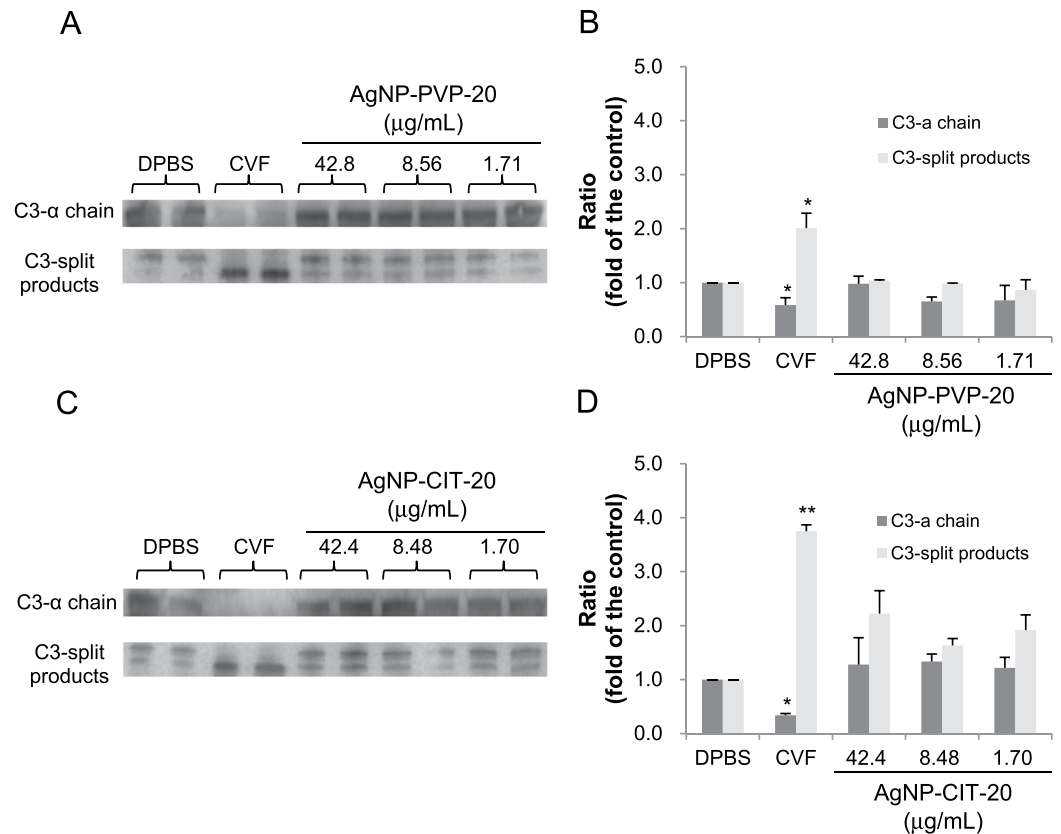 A
AgNP-PVP-20
(μg/mL)
DPBS CVF 42.8 8.56 1.71
C3-α chain
C3-split
products
B
5.0
4.0
3.0
2.0
1.0
0.0
Ratio
(fold of the control)
C3-a chain
C3-split products
*
*
DPBS CVF 42.8 8.56 1.71
AgNP-PVP-20
(μg/mL)
C
AgNP-CIT-20
(μg/mL)
DPBS CVF 42.4 8.48 1.70
C3-α chain
C3-split
products
D
5.0
4.0
3.0
2.0
1.0
0.0
Ratio
(fold of the control)
C3-a chain
C3-split products
**
*
DPBS CVF 42.4 8.48 1.70
AgNP-CIT-20
(μg/mL)